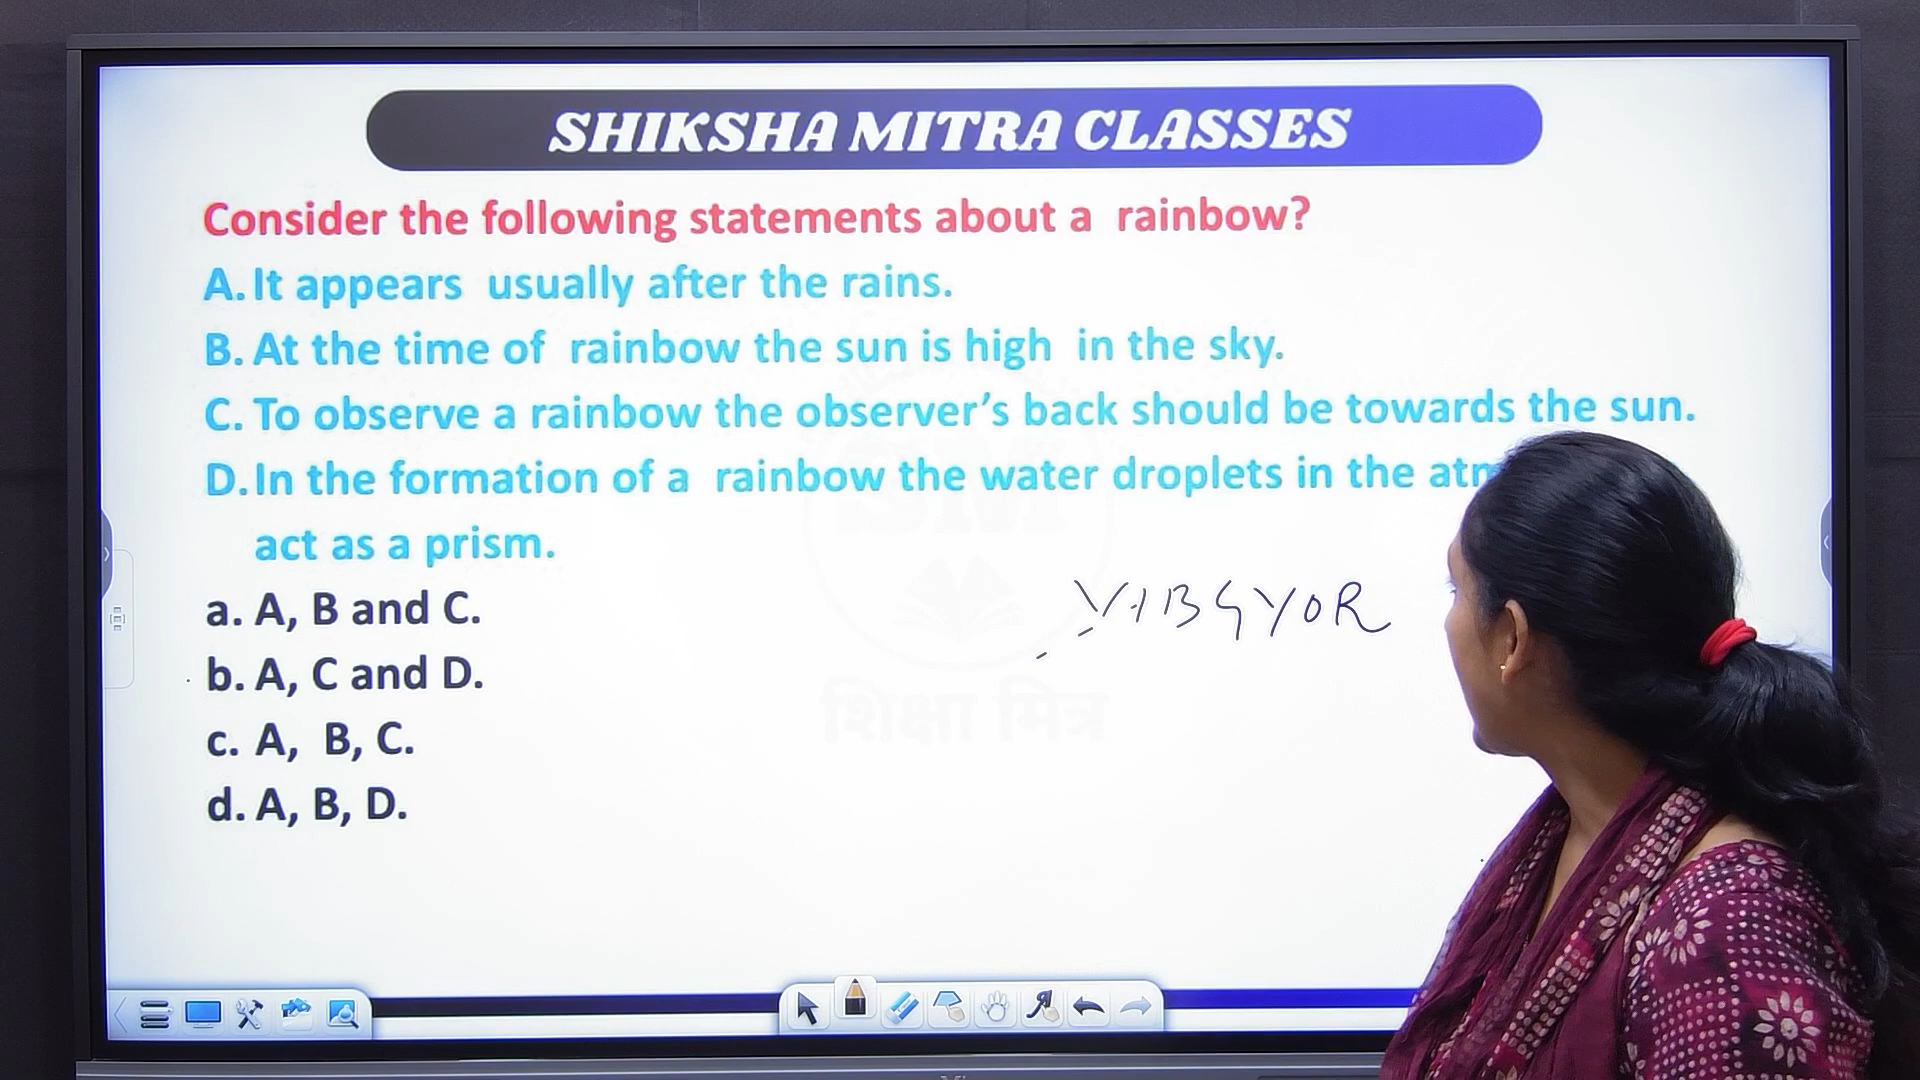 SHIKSHA MITRA CLASSES
Consider the following statements about a rainbow?
A. It appears usually after the rains.
B. At the time of rainbow the sun is high in the sky.
C. To observe a rainbow the observer's back should be towards the sun.
D. In the formation of a rainbow the water droplets in the
act as a prism.
a. A, B and C.
b. A, C and D.
c. A, B, C.
d. A, B, D.
VIBGYOR
SM
शिक्षा मित्र